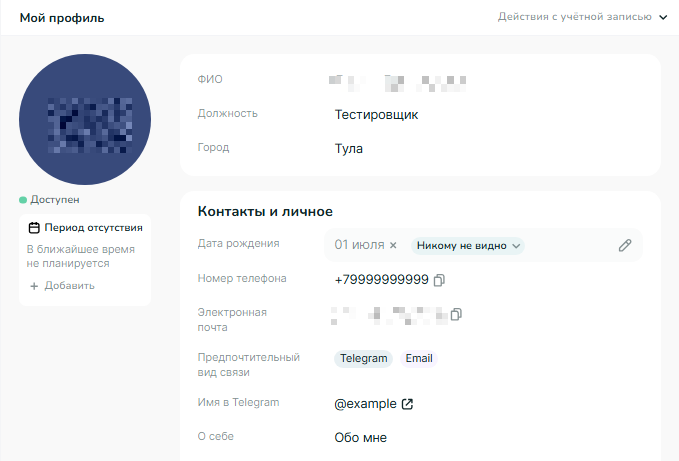 Мой профиль
Действия с учётной записью
Доступен
Период отсутствия
В ближайшее время
не планируется
+ Добавить
ФИО
Должность Тестировщик
Город Тула
Контакты и личное
Дата рождения 01 июля × Никому не видно
Номер телефона +79999999999
Электронная
почта
Предпочтительный
вид связи Telegram Email
Имя в Telegram @example
О себе Обо мне